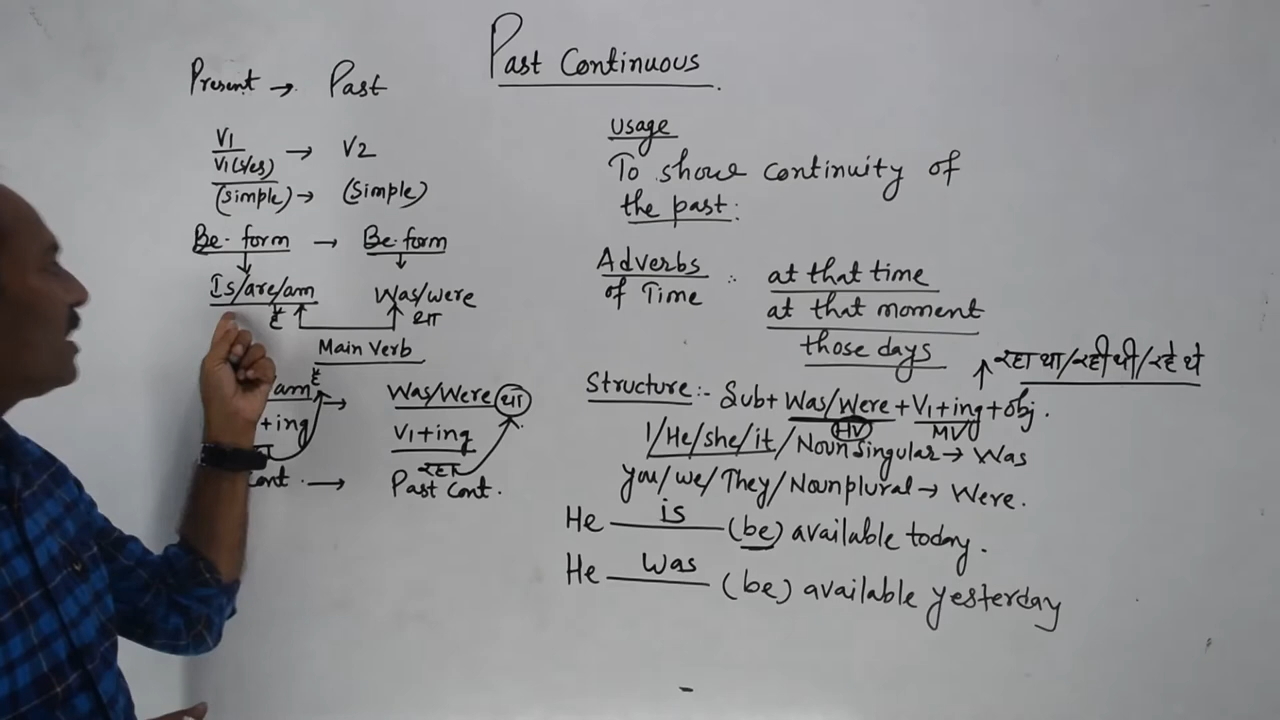 Past Continuous
Present → Past
V1 → V2
V1(s/es)
(simple) → (simple)
Be-form → Be-form
Is/are/am Was/were
है था
Main Verb
है
am → Was/Were था
+ing V1+ing
रहा
cont. → Past Cont.
Usage
To show continuity of
the past:
Adverbs of Time :- at that time
at that moment
those days
रहा था/रही थी/रहे थे
Structure:- Sub+ Was/Were + V1+ing + obj.
HV MV
I/He/she/it/Noun singular → Was
you/we/They/Noun plural → Were.
He is (be) available today.
He Was (be) available yesterday